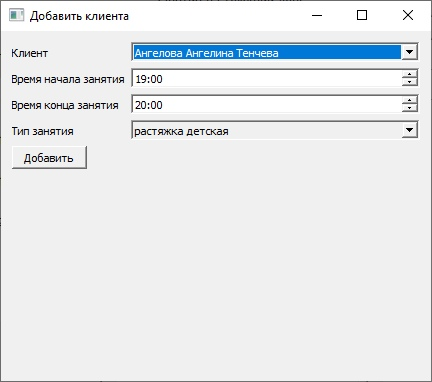 Добавить клиента
Клиент Ангелова Ангелина Тенчева
Время начала занятия 19:00
Время конца занятия 20:00
Тип занятия растяжка детская
Добавить